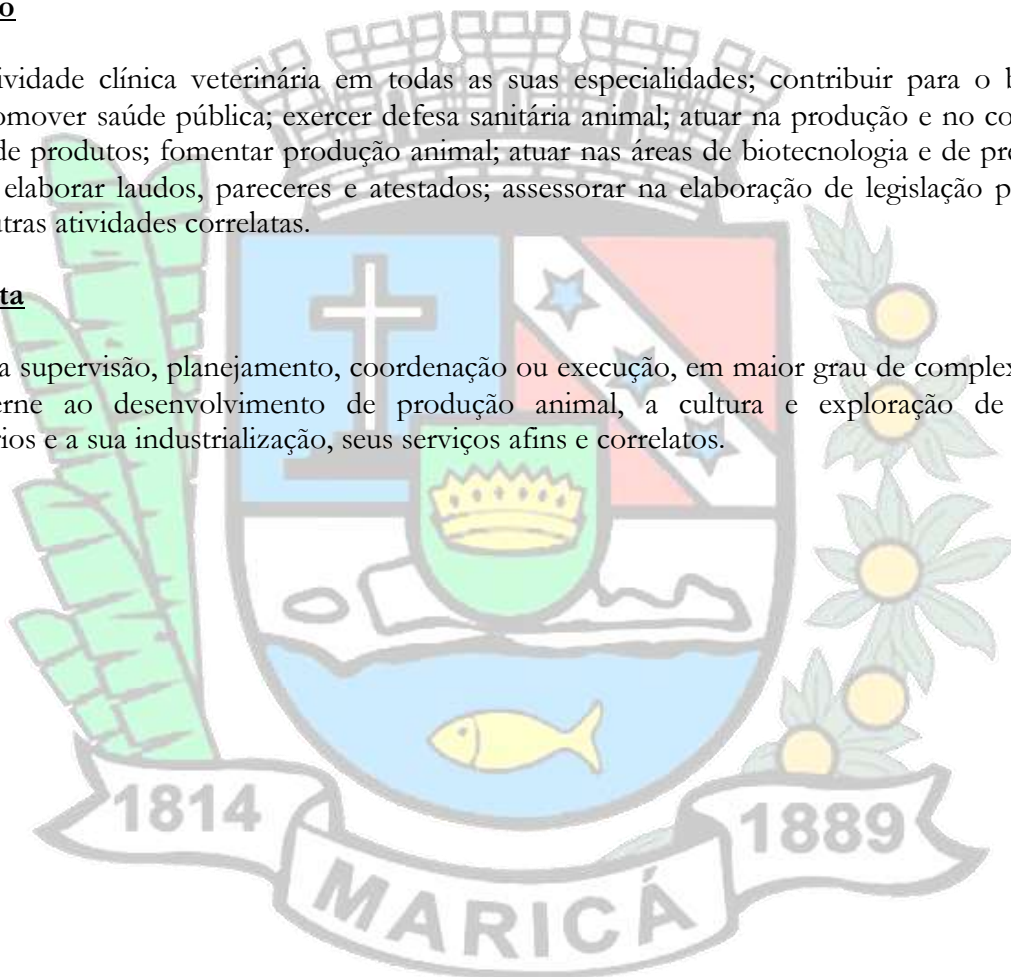 o
ividade clínica veterinária em todas as suas especialidades; contribuir para o b
omover saúde pública; exercer defesa sanitária animal; atuar na produção e no co
de produtos; fomentar produção animal; atuar nas áreas de biotecnologia e de pre
elaborar laudos, pareceres e atestados; assessorar na elaboração de legislação p
utras atividades correlatas.
ta
a supervisão, planejamento, coordenação ou execução, em maior grau de complex
erne ao desenvolvimento de produção animal, a cultura e exploração de
rios e a sua industrialização, seus serviços afins e correlatos.
1814
1889
MARICÁ